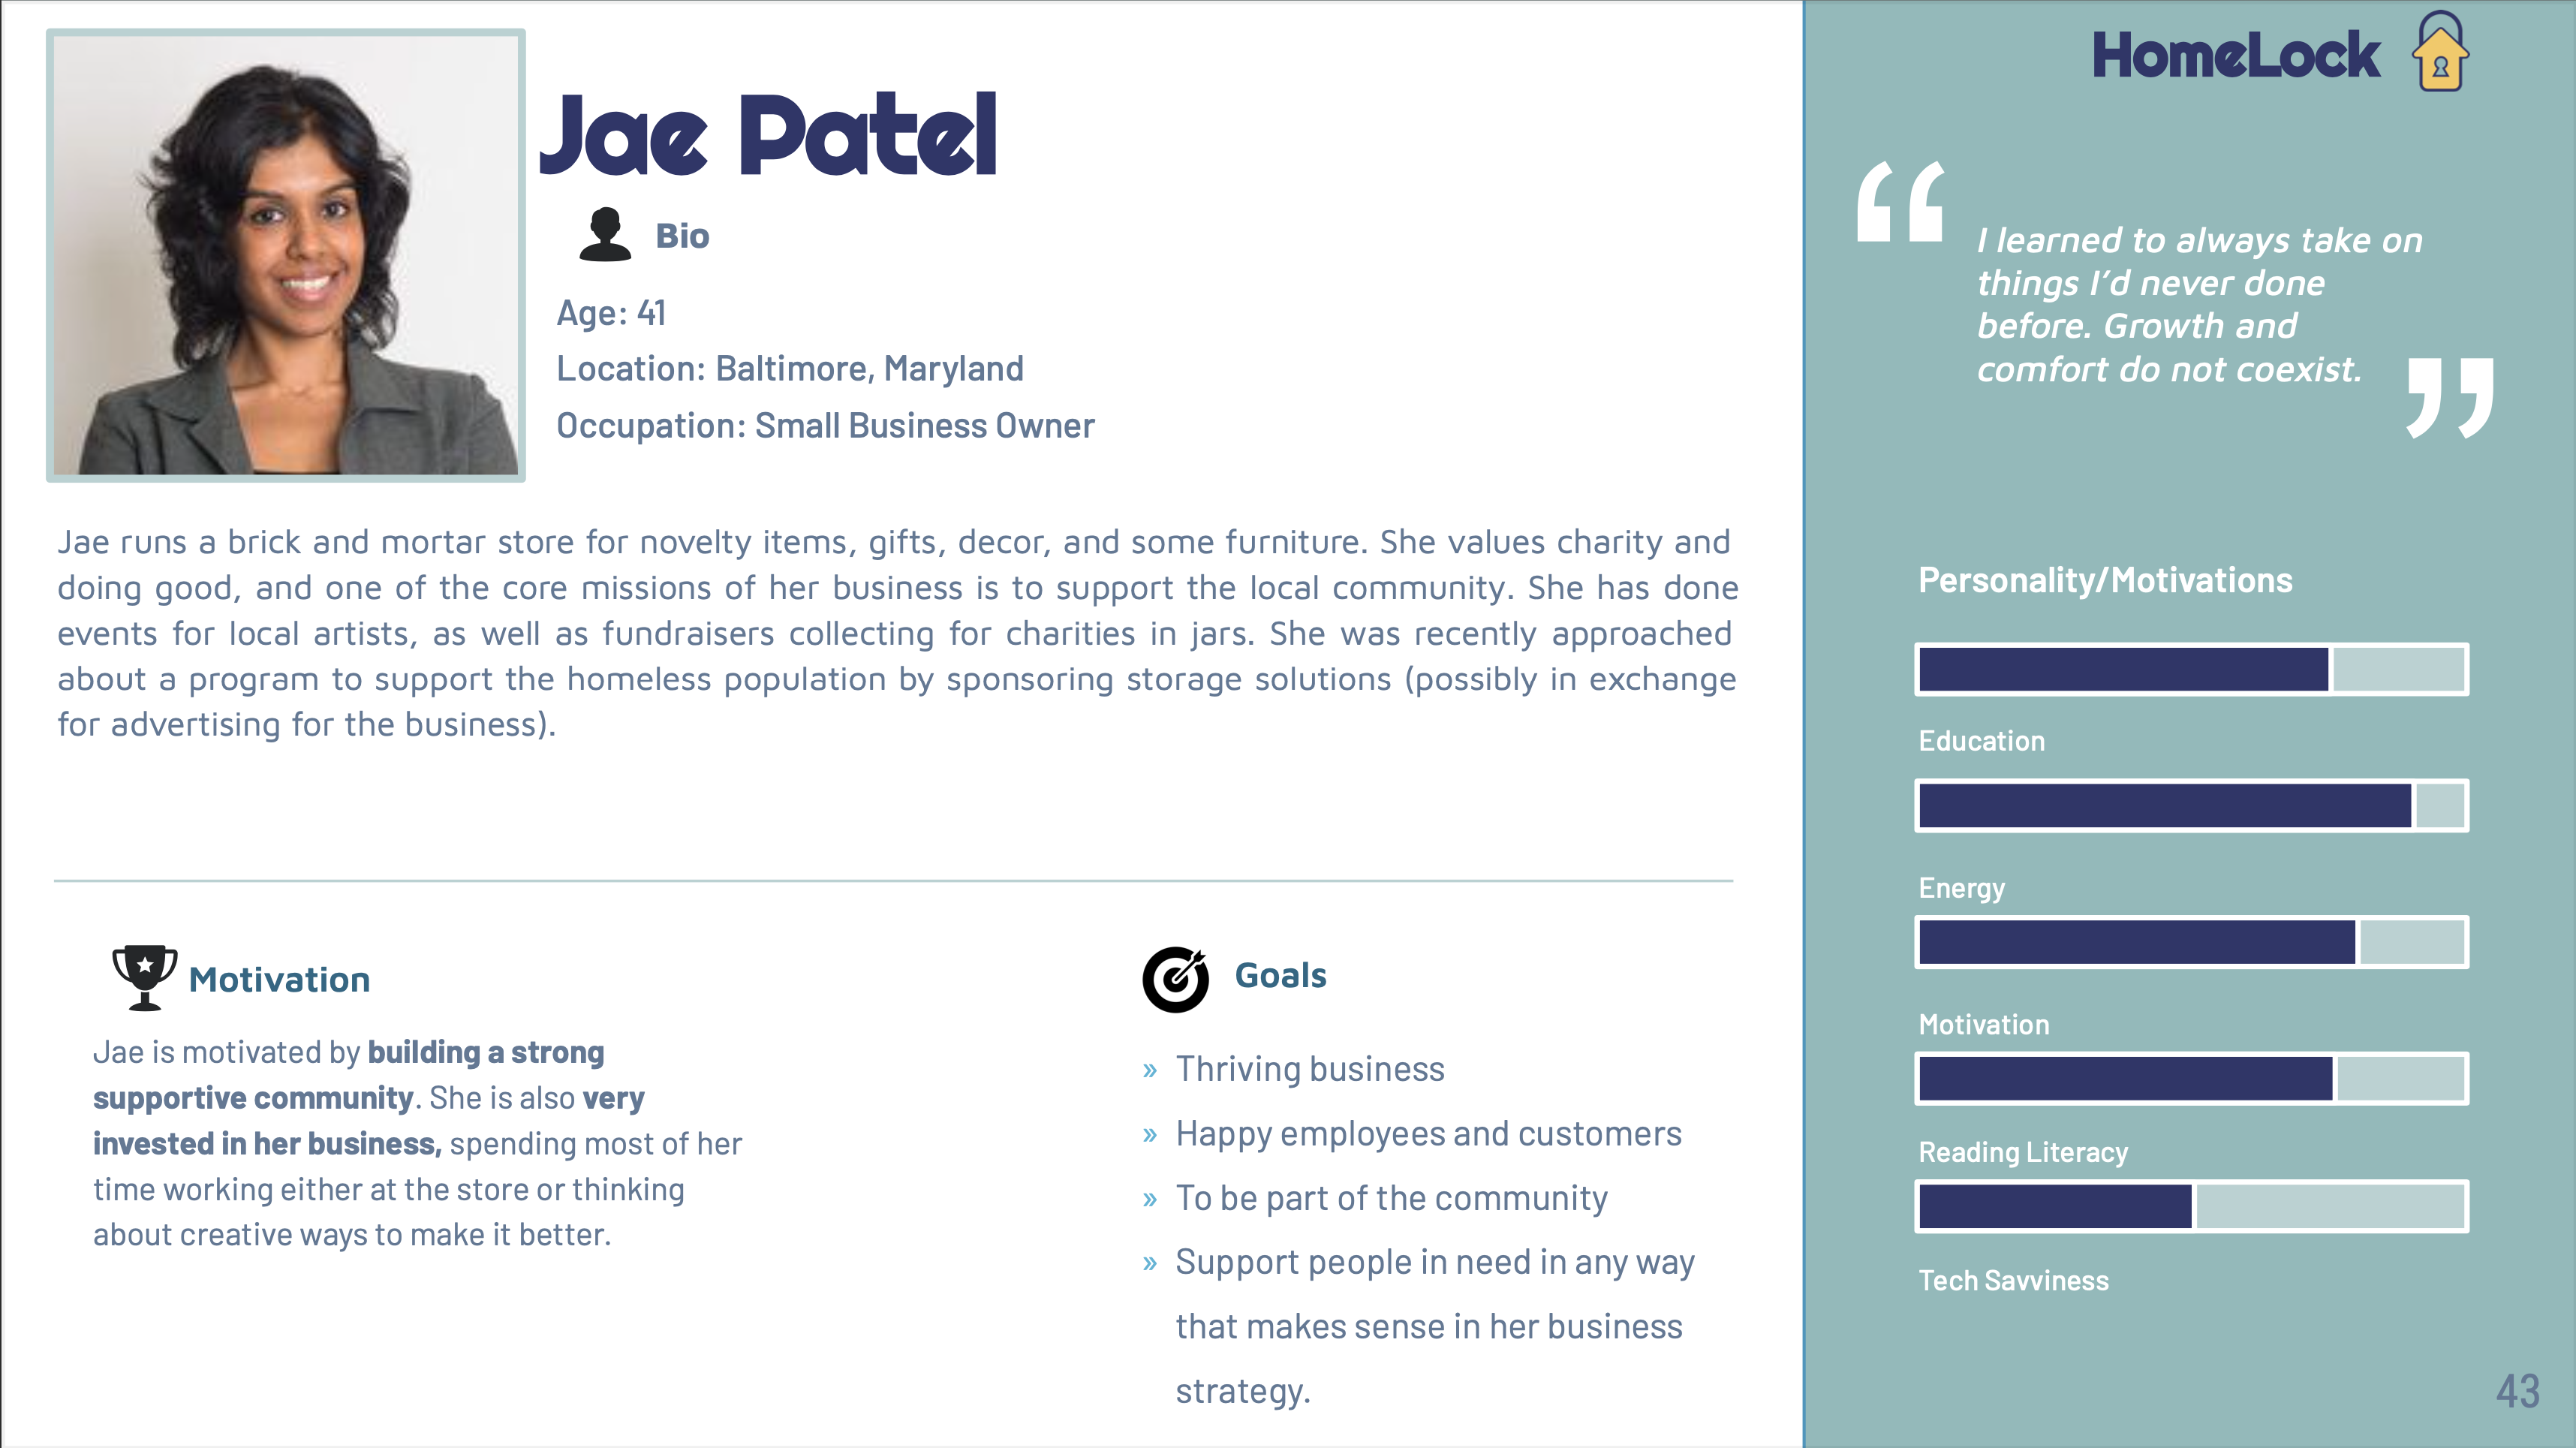 Jae Patel
Bio
Age: 41
Location: Baltimore, Maryland
Occupation: Small Business Owner
Jae runs a brick and mortar store for novelty items, gifts, decor, and some furniture. She values charity and
doing good, and one of the core missions of her business is to support the local community. She has done
events for local artists, as well as fundraisers collecting for charities in jars. She was recently approached
about a program to support the homeless population by sponsoring storage solutions (possibly in exchange
for advertising for the business).
Motivation
Jae is motivated by building a strong
supportive community. She is also very
invested in her business, spending most of her
time working either at the store or thinking
about creative ways to make it better.
Goals
» Thriving business
» Happy employees and customers
» To be part of the community
» Support people in need in any way
that makes sense in her business
strategy.
HomeLock
“ I learned to always take on
things I’d never done
before. Growth and
comfort do not coexist. ”
Personality/Motivations
Education
Energy
Motivation
Reading Literacy
Tech Savviness
43